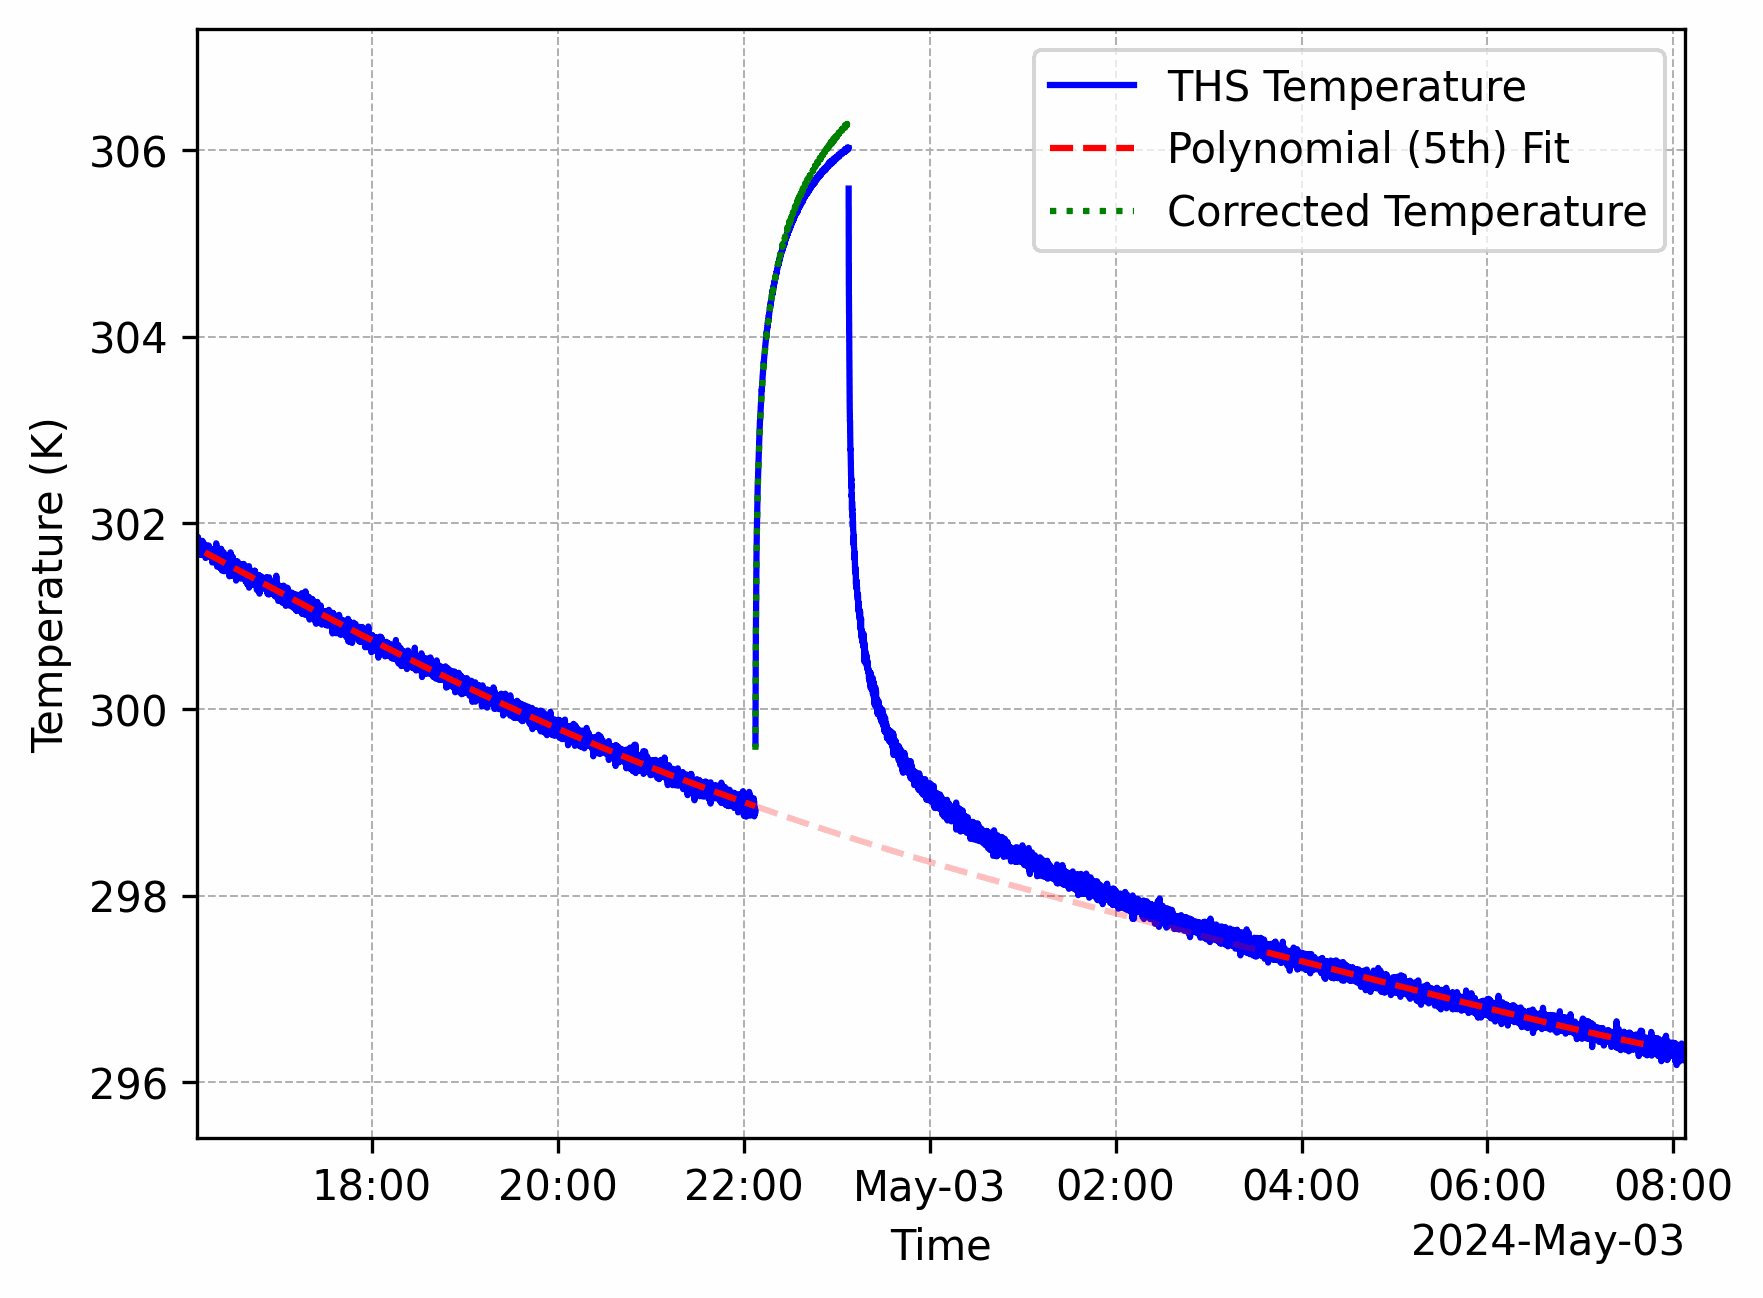 THS Temperature
Polynomial (5th) Fit
Corrected Temperature
306
304
302
300
298
296
Temperature (K)
18:00 20:00 22:00 May-03 02:00 04:00 06:00 08:00
Time
2024-May-03